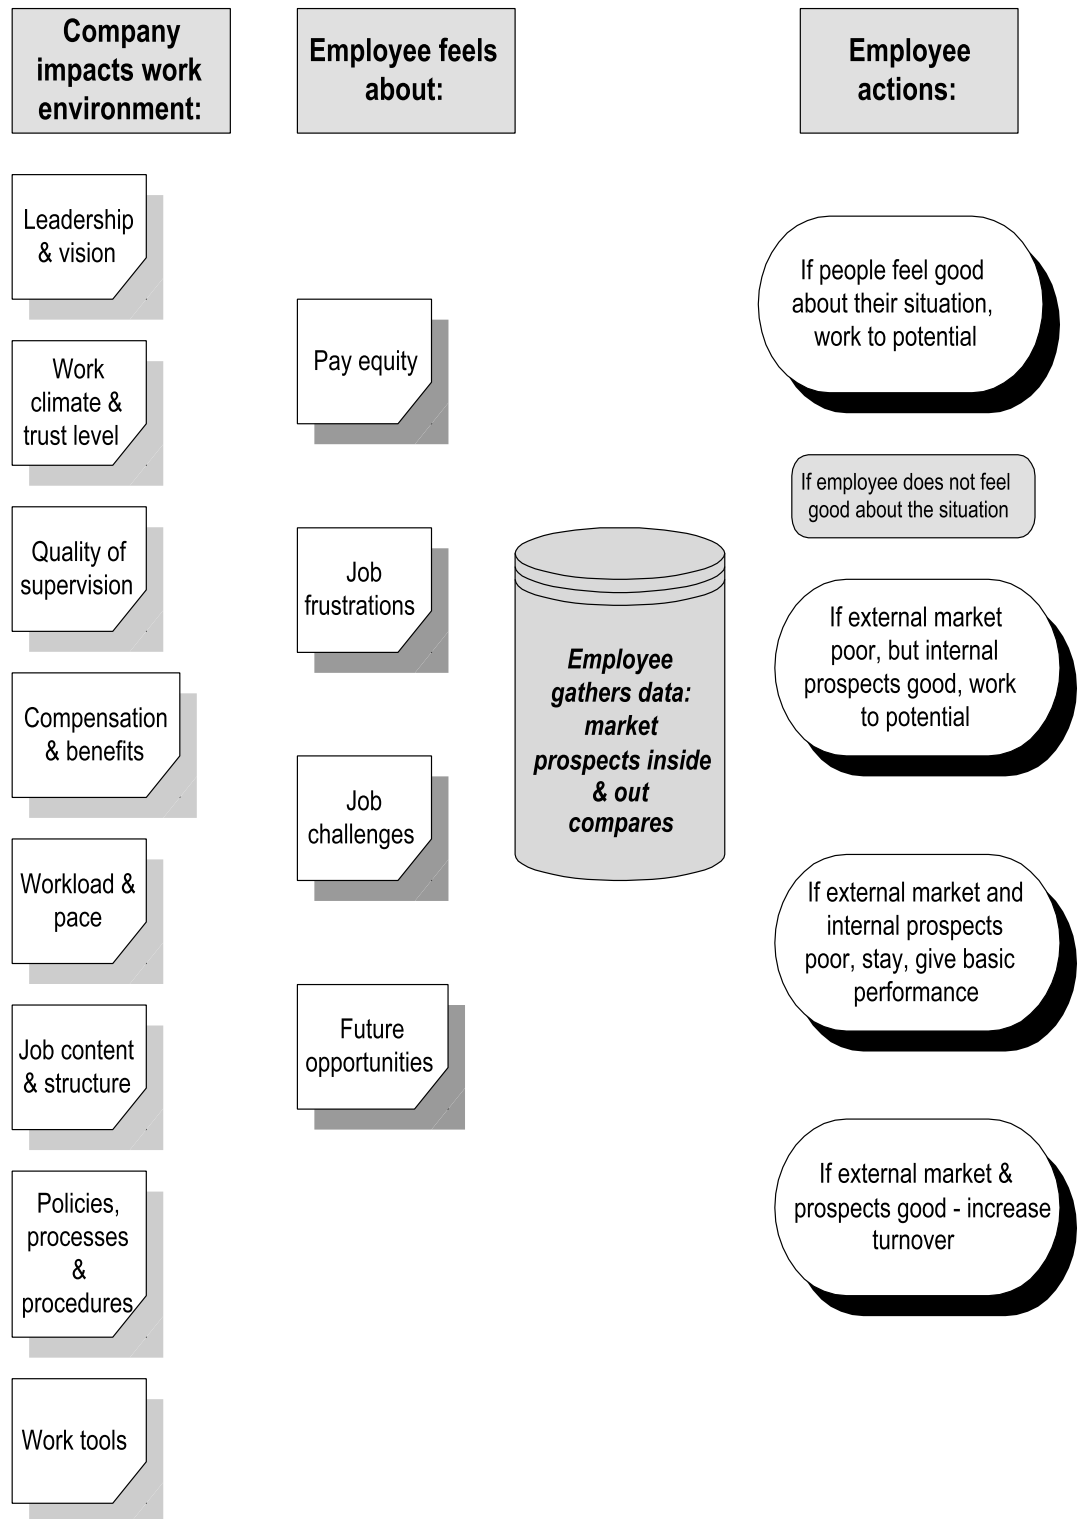 Company
impacts work
environment:
Employee feels
about:
Employee
actions:
Leadership
& vision
Work
climate &
trust level
Quality of
supervision
Compensation
& benefits
Workload &
pace
Job content
& structure
Policies,
processes
&
procedures
Work tools
Pay equity
Job
frustrations
Job
challenges
Future
opportunities
Employee
gathers data:
market
prospects inside
& out
compares
If people feel good
about their situation,
work to potential
If employee does not feel
good about the situation
If external market
poor, but internal
prospects good, work
to potential
If external market and
internal prospects
poor, stay, give basic
performance
If external market &
prospects good - increase
turnover